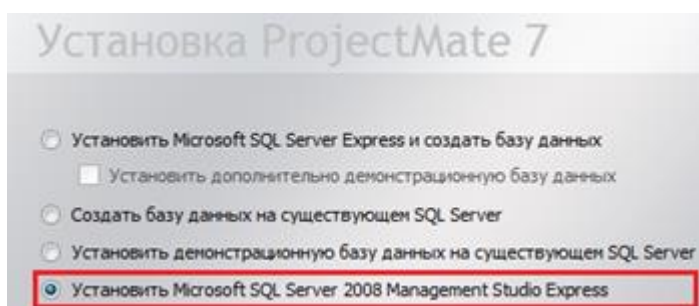 Установка ProjectMate 7
Установить Microsoft SQL Server Express и создать базу данных
Установить дополнительно демонстрационную базу данных
Создать базу данных на существующем SQL Server
Установить демонстрационную базу данных на существующем SQL Server
Установить Microsoft SQL Server 2008 Management Studio Express